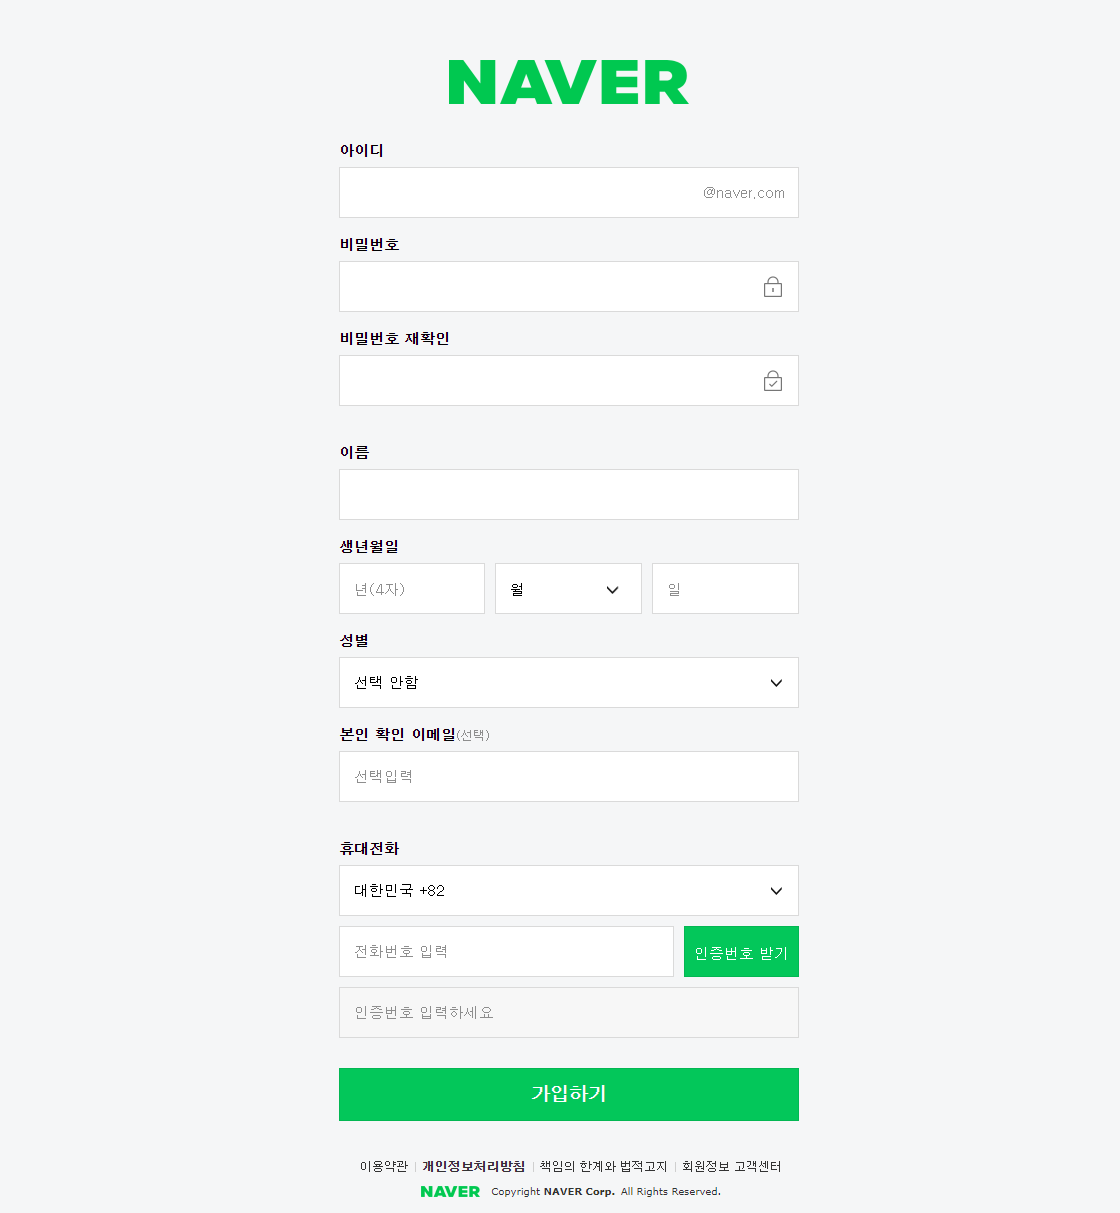 NAVER
아이디
@naver.com
비밀번호
비밀번호 재확인
이름
생년월일
년(4자) 월 일
성별
선택 안함
본인 확인 이메일(선택)
선택입력
휴대전화
대한민국 +82
전화번호 입력 인증번호 받기
인증번호 입력하세요
가입하기
이용약관 | 개인정보처리방침 | 책임의 한계와 법적고지 | 회원정보 고객센터
NAVER Copyright NAVER Corp. All Rights Reserved.